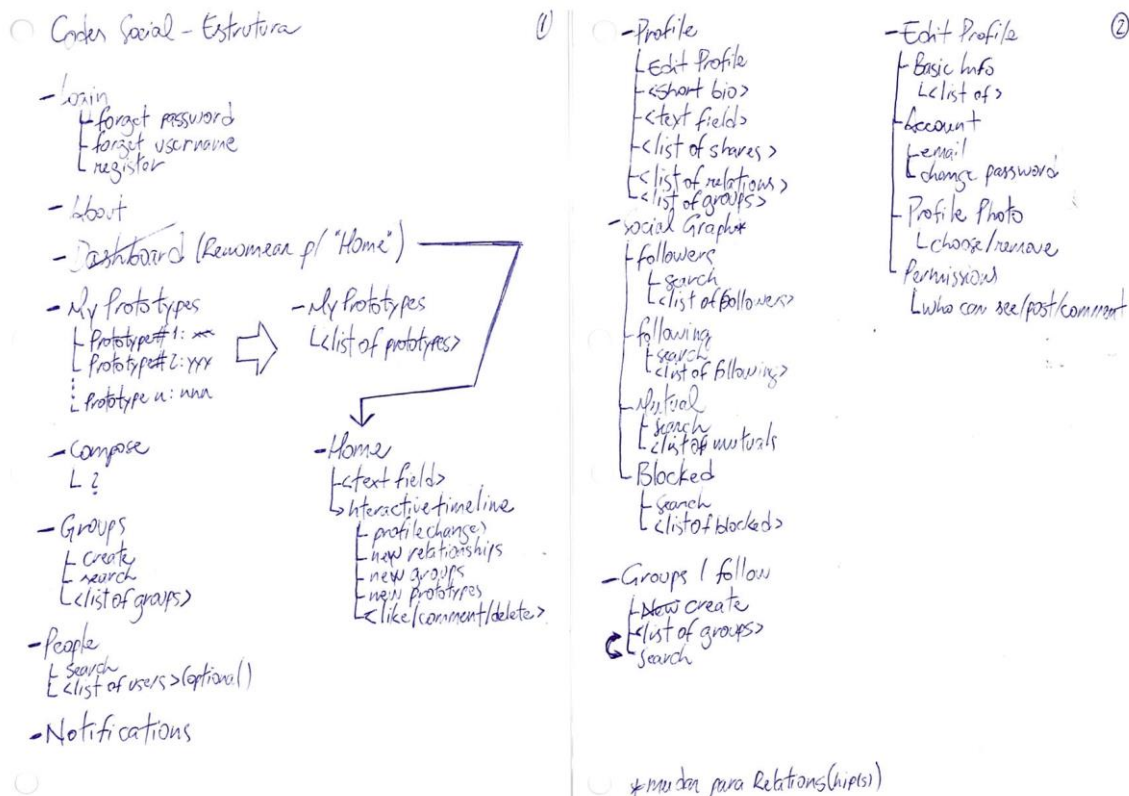 Codes Social - Estrutura
1
- Login
forget password
forget username
register
- About
- Dashboard (Renomear p/ "Home")
- My Prototypes
Prototype#1: xxx
Prototype#2: yyy
Prototype n: nnn
- My Prototypes
<list of prototypes>
- Compose
?
- Home
<text field>
Interactive timeline
profile changes
new relationships
new groups
new prototypes
<like/comment/delete>
- Groups
create
search
<list of groups>
- People
search
<list of users> (optional)
- Notifications
2
- Profile
Edit Profile
<short bio>
<text field>
<list of shares>
<list of relations>
<list of groups>
- Social Graph*
followers
search
<list of followers>
following
search
<list of following>
Mutual
search
<list of mutuals
Blocked
search
<list of blocked>
- Groups I follow
New create
<list of groups>
search
*mudar para Relations(hip(s))
- Edit Profile
Basic Info
<list of>
Account
email
change password
Profile Photo
choose/remove
Permissions
who can see/post/comment